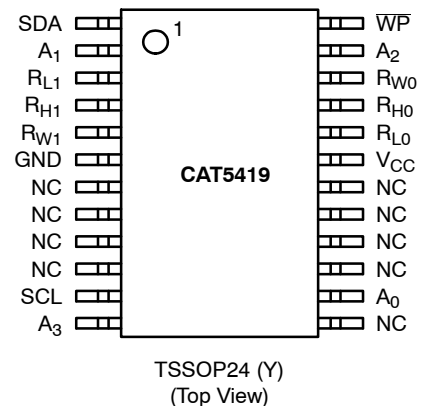 SDA
A1
RL1
RH1
RW1
GND
NC
NC
NC
NC
SCL
A3
1
CAT5419
W̅P̅
A2
RW0
RH0
RL0
VCC
NC
NC
NC
NC
A0
NC
TSSOP24 (Y)
(Top View)